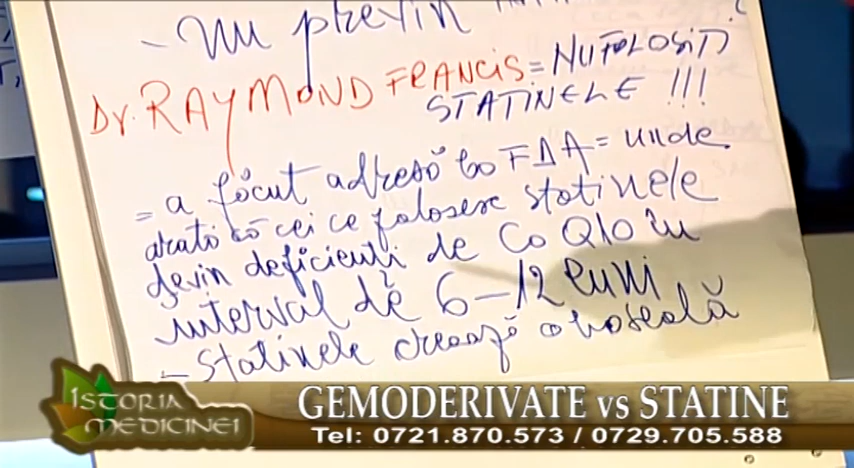 - Nu previn
Dr. RAYMOND FRANCIS = NU FOLOSIȚI
STATINELE !!!
= a făcut adresă la FDA = unde
arată că cei ce folosesc statinele
devin deficienți de Co Q10 în
interval de 6-12 luni
- Statinele crează oboseală
ISTORIA
MEDICINEI
GEMODERIVATE vs STATINE
Tel: 0721.870.573 / 0729.705.588